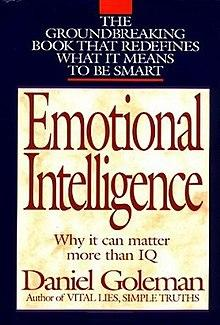 THE
GROUNDBREAKING
BOOK THAT REDEFINES
WHAT IT MEANS
TO BE SMART
Emotional
Intelligence
Why it can matter
more than IQ
Daniel Goleman
Author of VITAL LIES, SIMPLE TRUTHS